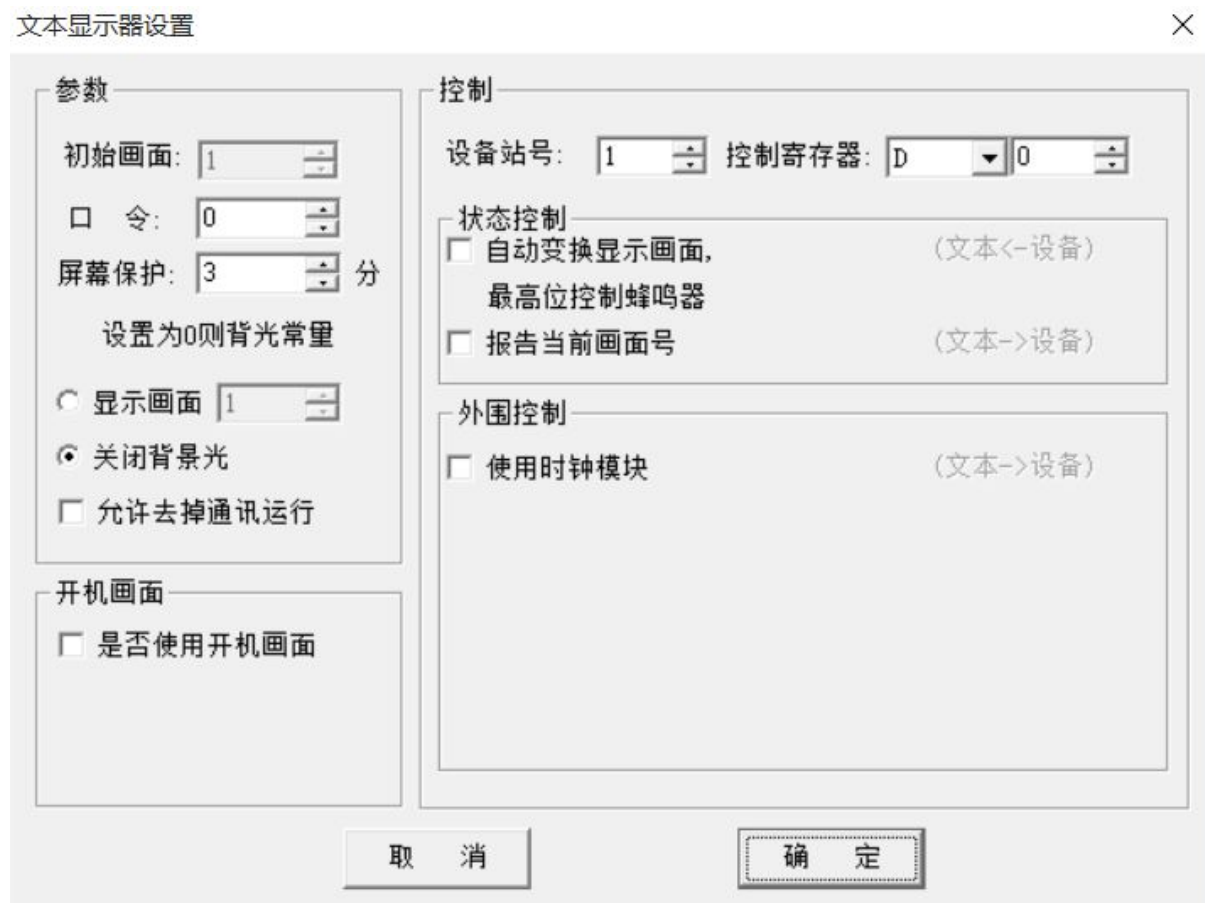 文本显示器设置
参数
初始画面: 1
口 令: 0
屏幕保护: 3 分
设置为0则背光常量
显示画面 1
关闭背景光
允许去掉通讯运行
开机画面
是否使用开机画面
控制
设备站号: 1 控制寄存器: D 0
状态控制
自动变换显示画面, (文本<-设备)
最高位控制蜂鸣器
报告当前画面号 (文本->设备)
外围控制
使用时钟模块 (文本->设备)
取 消 确 定